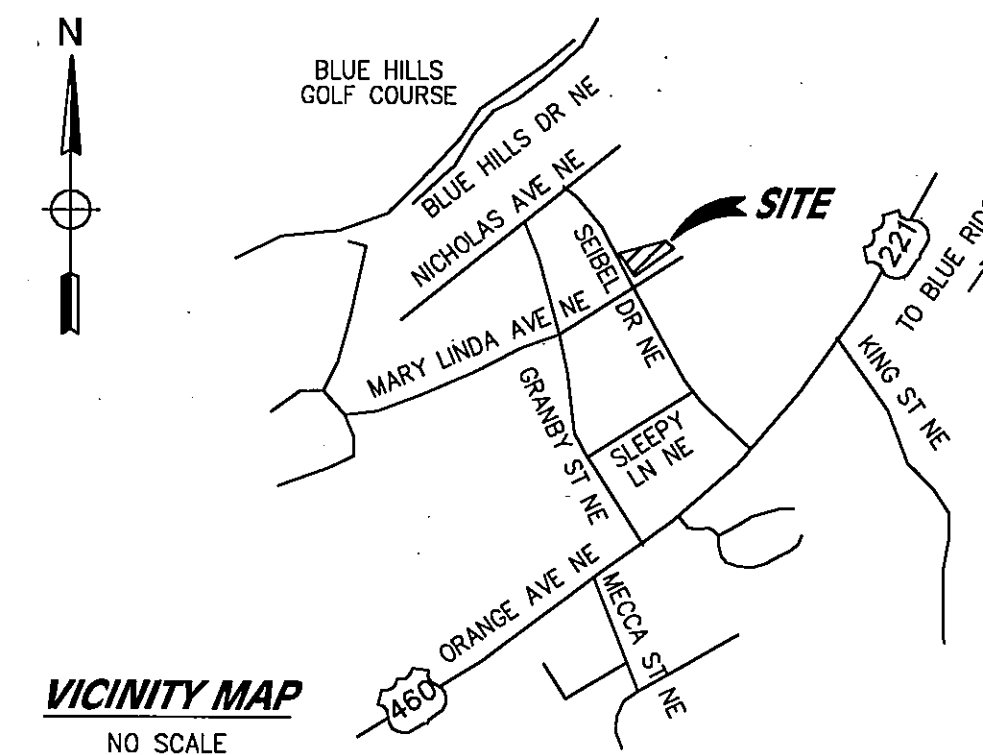 N
BLUE HILLS
GOLF COURSE
BLUE HILLS DR NE
NICHOLAS AVE NE
SITE
SEIBEL DR NE
221
TO BLUE RID
MARY LINDA AVE NE
KING ST NE
GRANBY ST NE
SLEEPY
LN NE
ORANGE AVE NE
MECCA ST NE
460
VICINITY MAP
NO SCALE